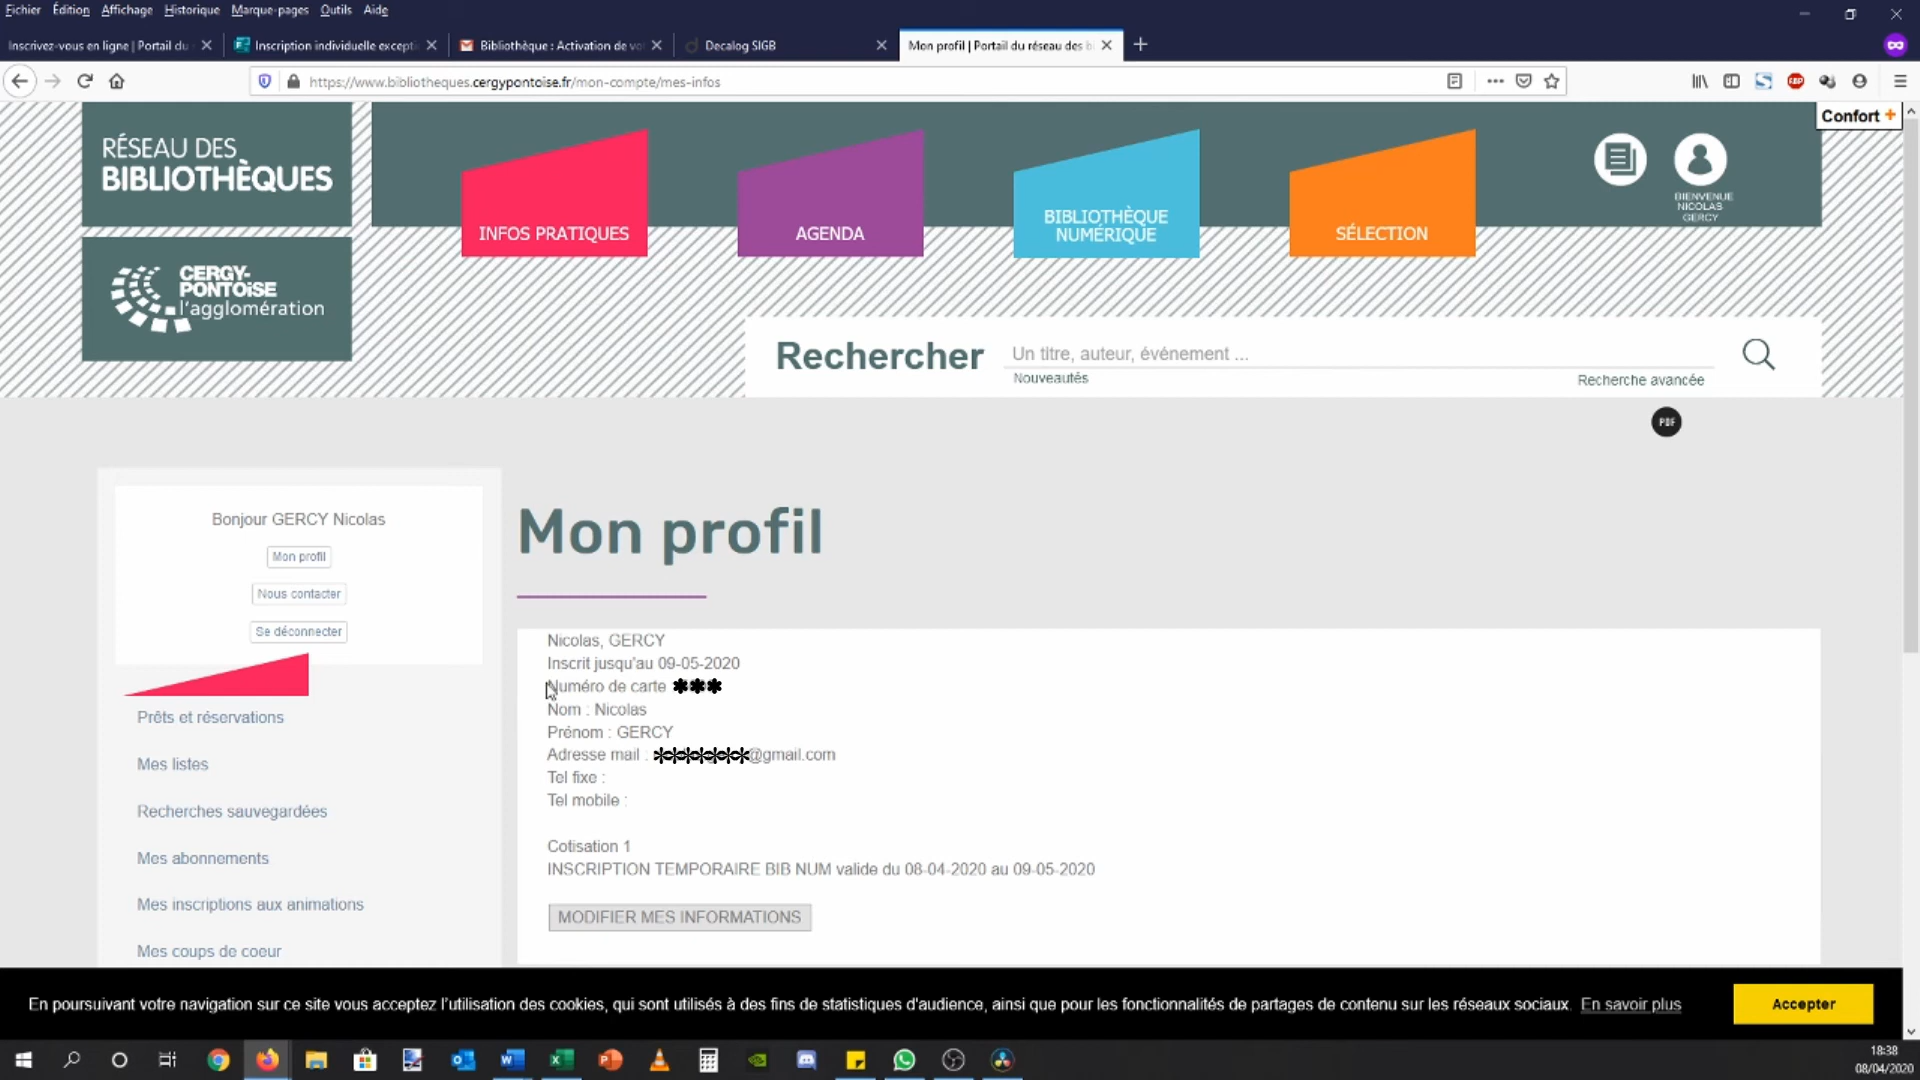 Fichier Édition Affichage Historique Marque-pages Outils Aide
Inscrivez-vous en ligne | Portail du
Inscription individuelle excepti
Bibliothèque : Activation de vo
Decalog SIGB
Mon profil | Portail du réseau des b
https://www.bibliotheques.cergypontoise.fr/mon-compte/mes-infos
Confort +
RÉSEAU DES
BIBLIOTHÈQUES
CERGY-
PONTOISE
l'agglomération
INFOS PRATIQUES
AGENDA
BIBLIOTHÈQUE
NUMÉRIQUE
SÉLECTION
BIENVENUE
NICOLAS
GERCY
Rechercher
Un titre, auteur, événement ...
Nouveautés
Recherche avancée
PDF
Bonjour GERCY Nicolas
Mon profil
Nous contacter
Se déconnecter
Prêts et réservations
Mes listes
Recherches sauvegardées
Mes abonnements
Mes inscriptions aux animations
Mes coups de coeur
Mon profil
Nicolas, GERCY
Inscrit jusqu'au 09-05-2020
Numéro de carte ***
Nom : Nicolas
Prénom : GERCY
Adresse mail : *******@gmail.com
Tel fixe :
Tel mobile :
Cotisation 1
INSCRIPTION TEMPORAIRE BIB NUM valide du 08-04-2020 au 09-05-2020
MODIFIER MES INFORMATIONS
En poursuivant votre navigation sur ce site vous acceptez l'utilisation des cookies, qui sont utilisés à des fins de statistiques d'audience, ainsi que pour les fonctionnalités de partages de contenu sur les réseaux sociaux. En savoir plus
Accepter
18:38
08/04/2020